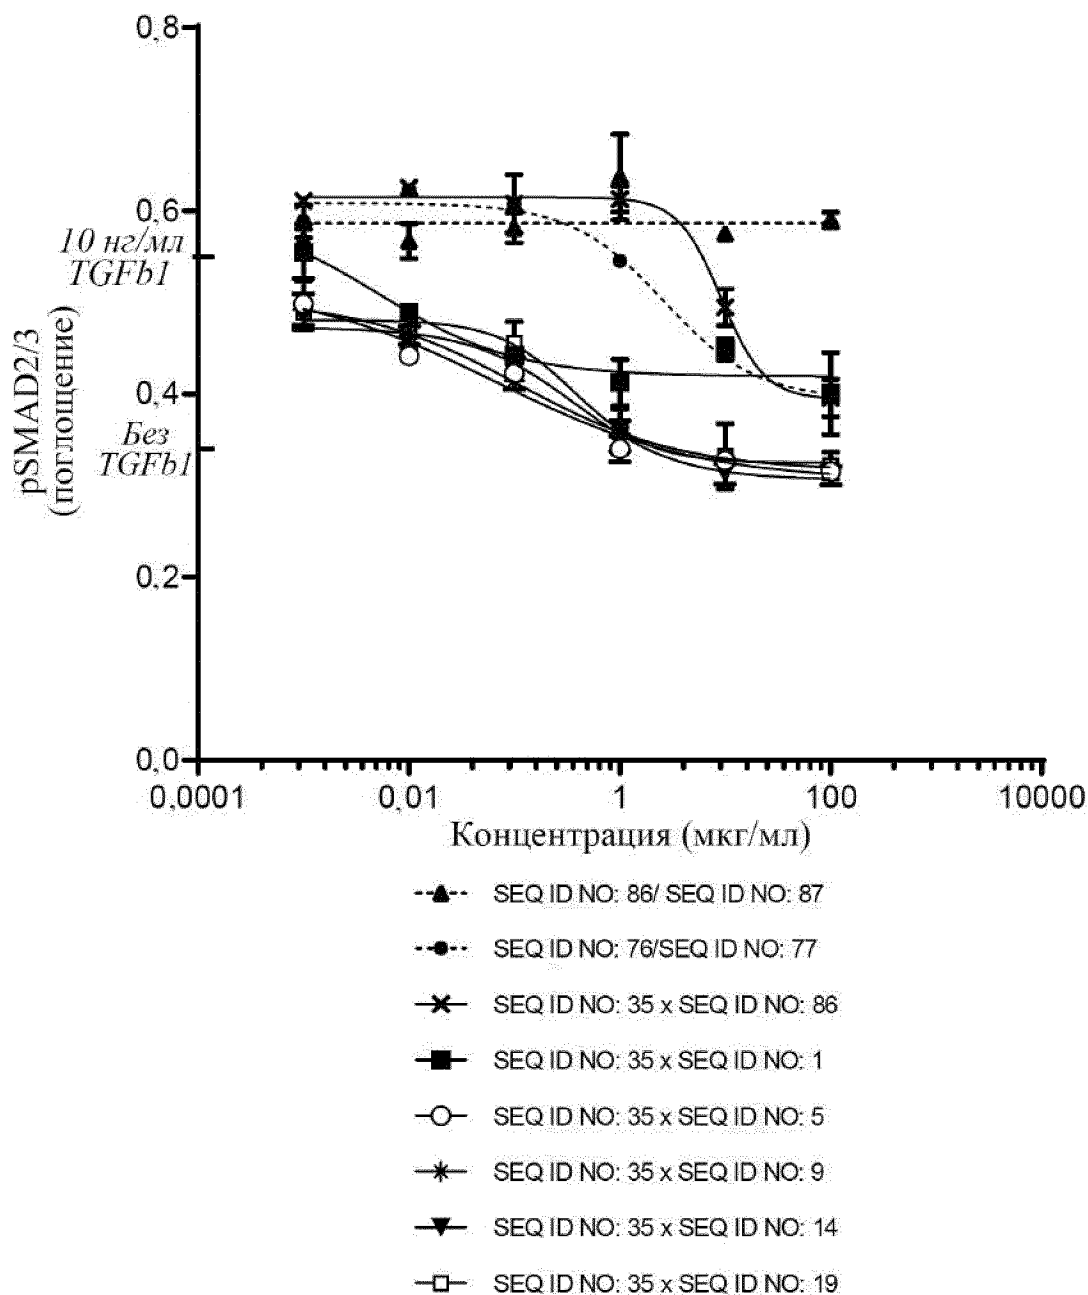 0,8
0,6
10 нг/мл
TGFb1
0,4
Без
TGFb1
0,2
0,0
pSMAD2/3
(поглощение)
0,0001
0,01
1
100
10000
Концентрация (мкг/мл)
SEQ ID NO: 86/ SEQ ID NO: 87
SEQ ID NO: 76/SEQ ID NO: 77
SEQ ID NO: 35 x SEQ ID NO: 86
SEQ ID NO: 35 x SEQ ID NO: 1
SEQ ID NO: 35 x SEQ ID NO: 5
SEQ ID NO: 35 x SEQ ID NO: 9
SEQ ID NO: 35 x SEQ ID NO: 14
SEQ ID NO: 35 x SEQ ID NO: 19